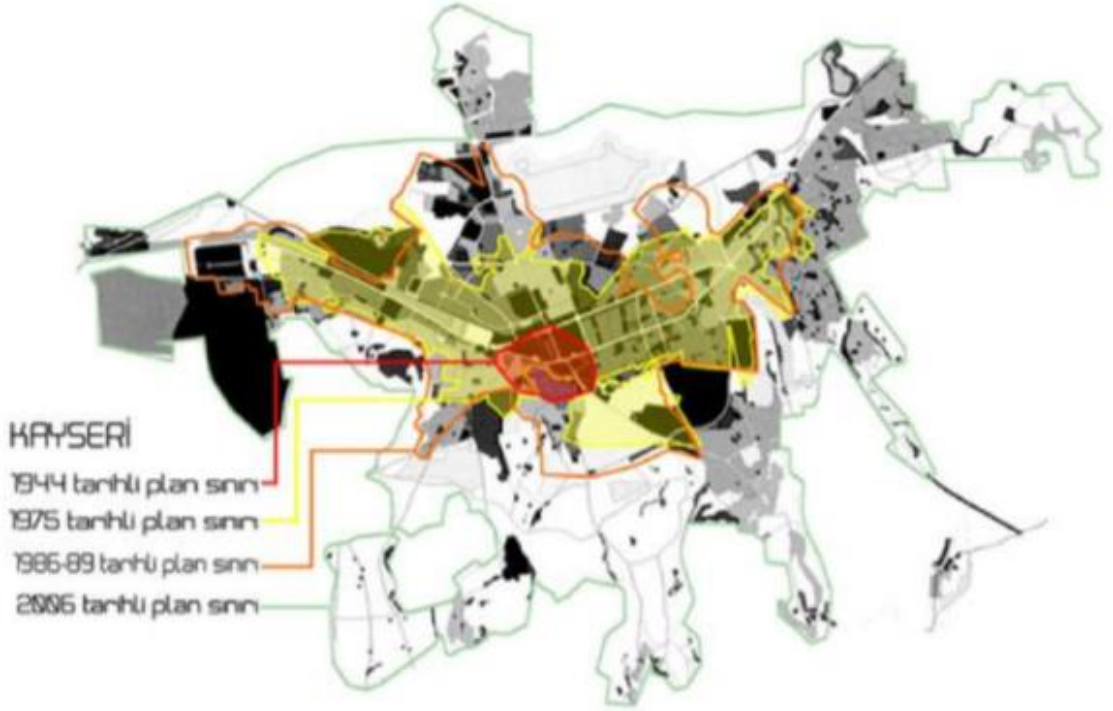 KAYSERİ
1944 tarihli plan sınırı
1975 tarihli plan sınırı
1986-89 tarihli plan sınırı
2006 tarihli plan sınırı